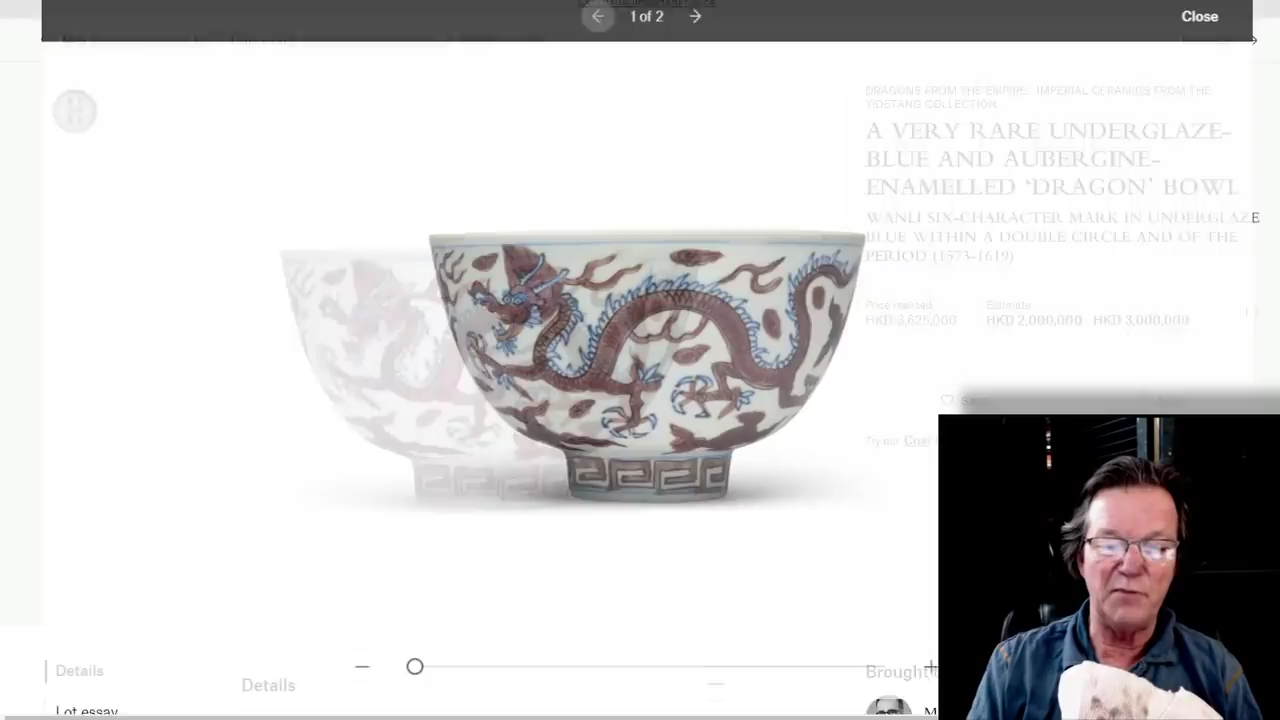 1 of 2
Close
DRAGONS FROM THE EMPIRE: IMPERIAL CERAMICS FROM THE
YIDETANG COLLECTION
A VERY RARE UNDERGLAZE-
BLUE AND AUBERGINE-
ENAMELLED ‘DRAGON’ BOWL
WANLI SIX-CHARACTER MARK IN UNDERGLAZE
BLUE WITHIN A DOUBLE CIRCLE AND OF THE
PERIOD (1573-1619)
Price realised
Estimate
HKD 3,625,000
HKD 2,000,000 - HKD 3,000,000
Try our
Details
Details
Brought
Lot essay